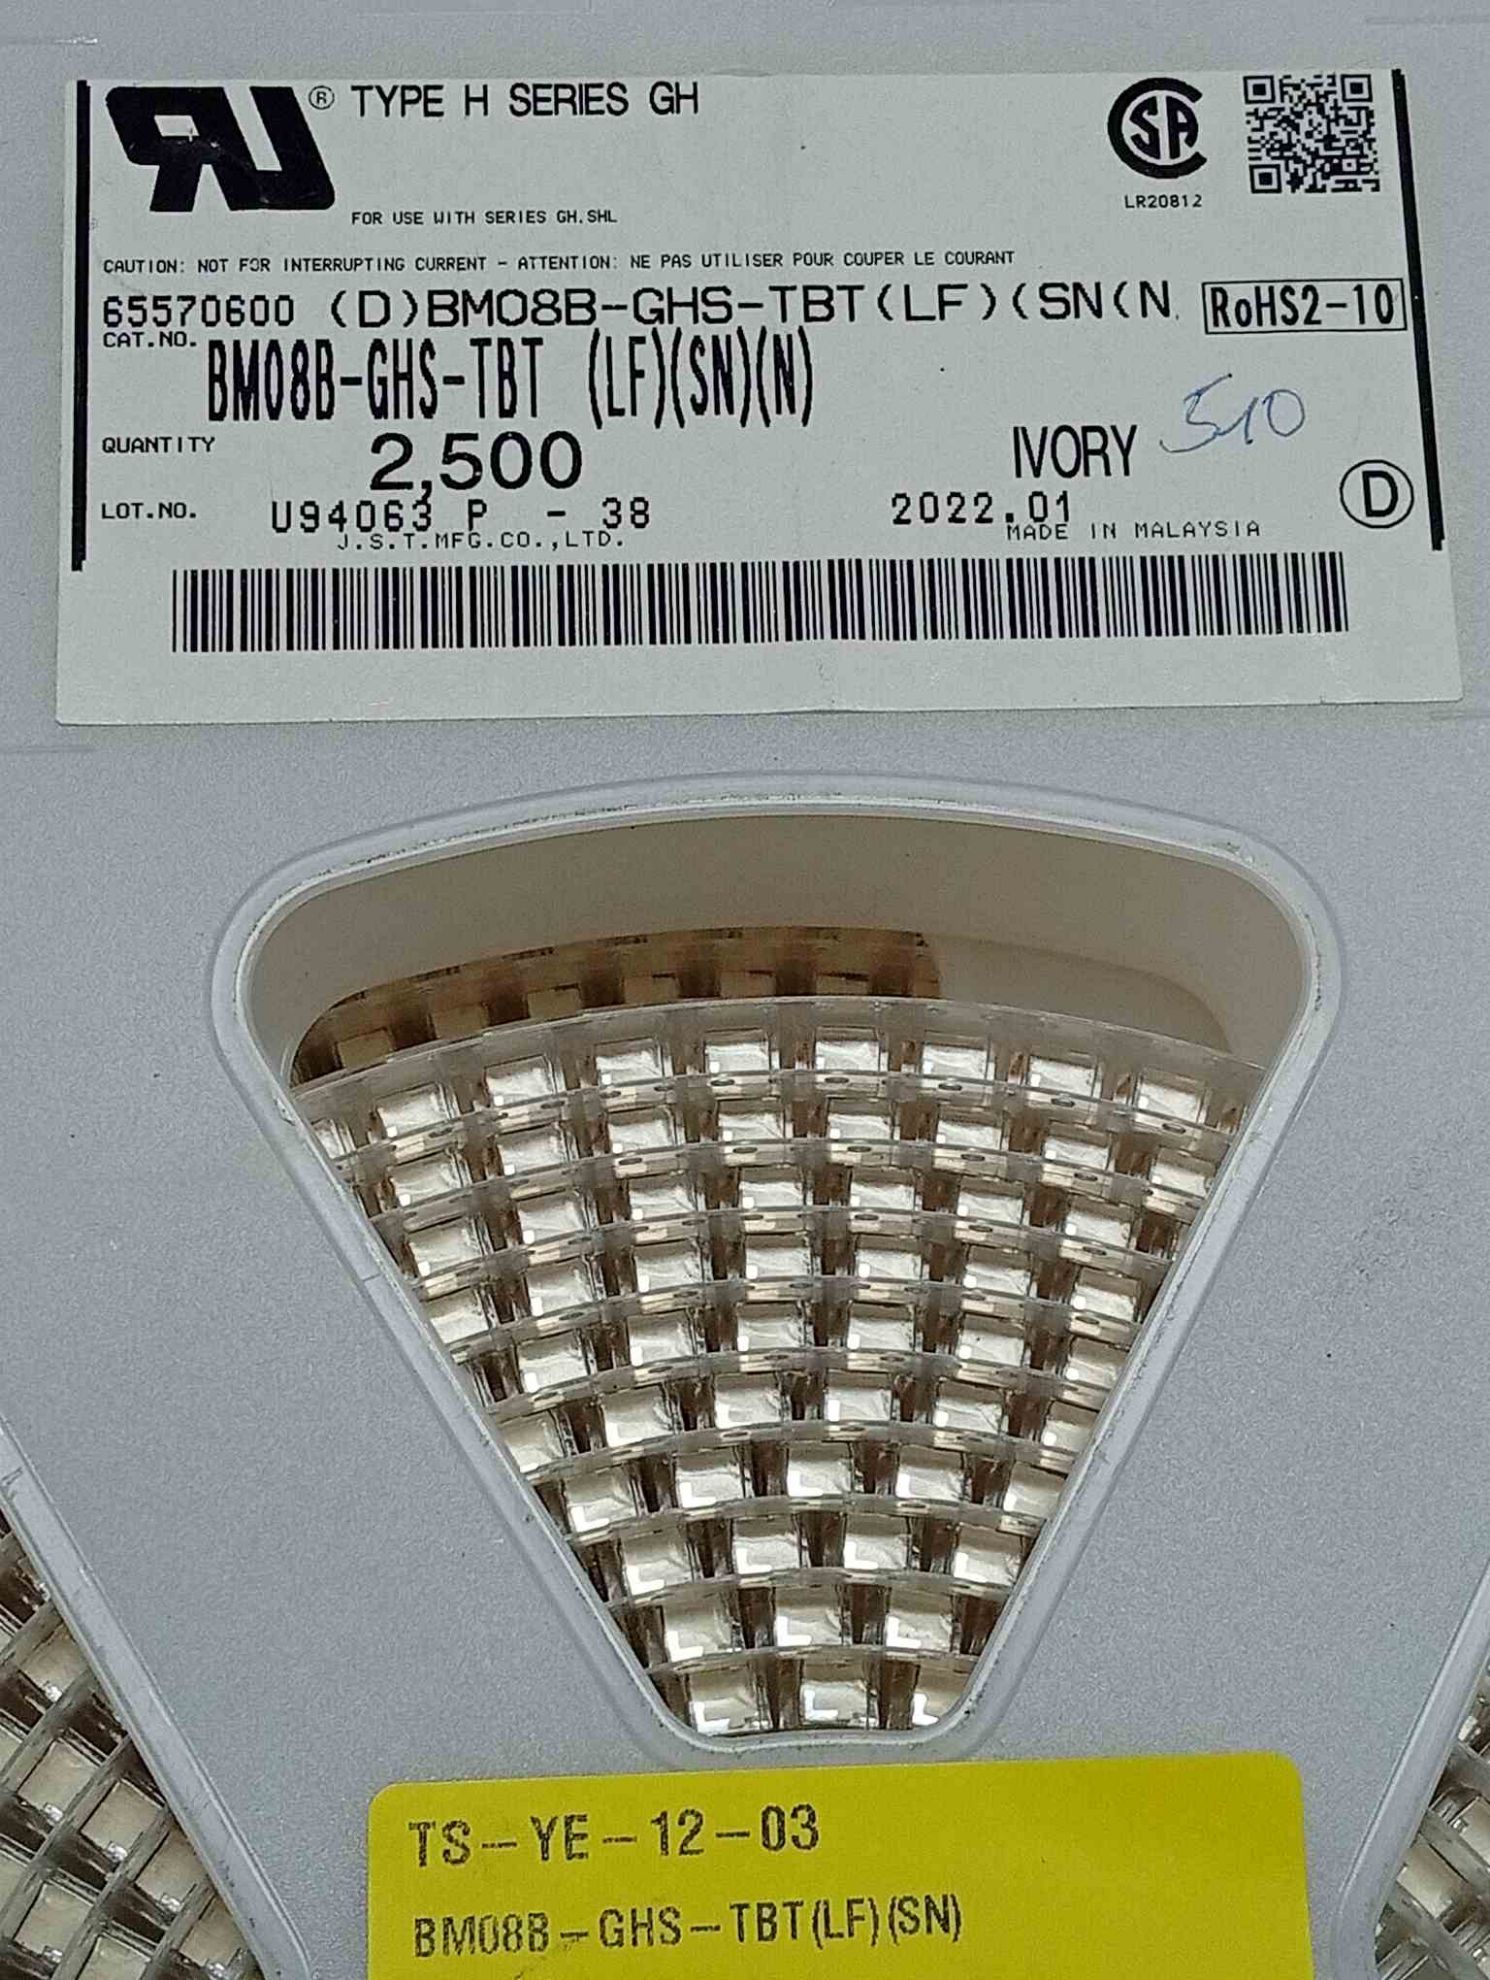 ® TYPE H SERIES GH
LR20812
FOR USE WITH SERIES GH.SHL
CAUTION: NOT FOR INTERRUPTING CURRENT - ATTENTION: NE PAS UTILISER POUR COUPER LE COURANT
65570600 (D)BM08B-GHS-TBT(LF)(SN(N. RoHS2-10
CAT.NO. BM08B-GHS-TBT (LF)(SN)(N)
QUANTITY 2,500 IVORY 510
LOT.NO. U94063 P - 38 2022.01 D
J.S.T.MFG.CO.,LTD. MADE IN MALAYSIA
TS-YE-12-03
BM08B-GHS-TBT(LF)(SN)